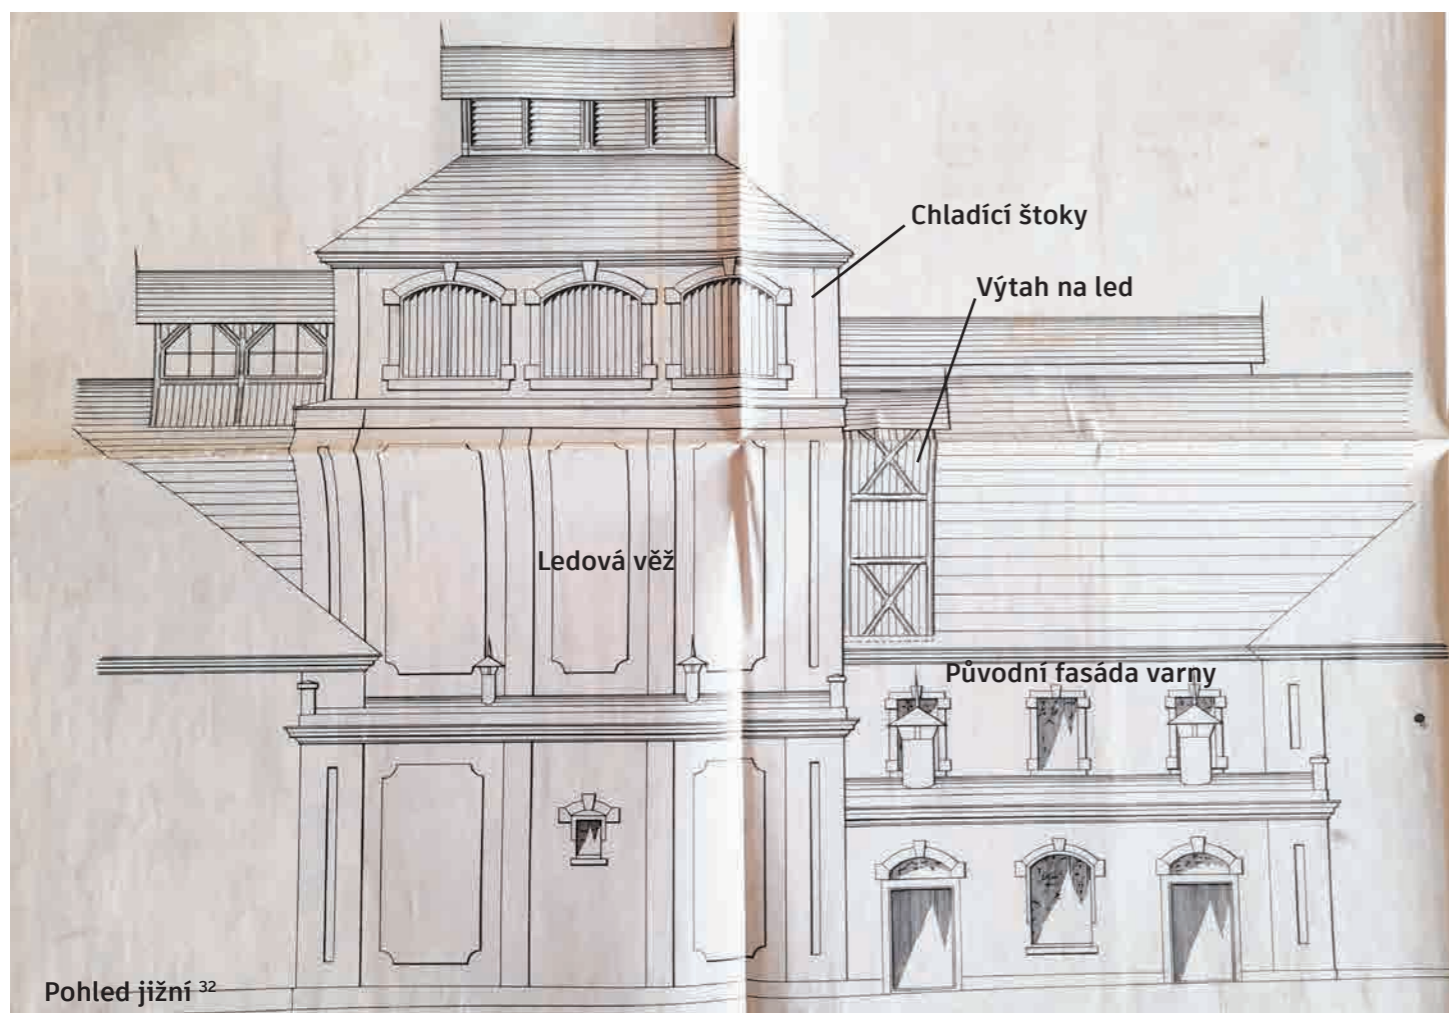 Chladící štoky
Výtah na led
Ledová věž
Původní fasáda varny
Pohled jižní ³²